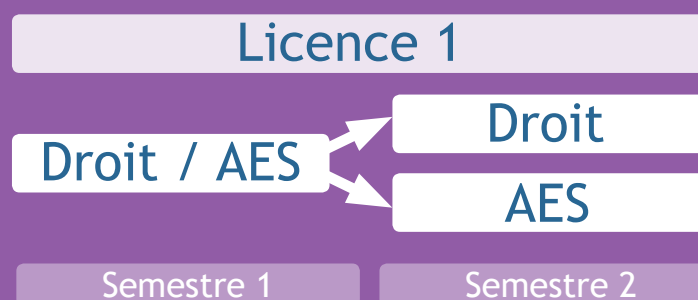 Licence 1
Droit / AES
Droit
AES
Semestre 1
Semestre 2